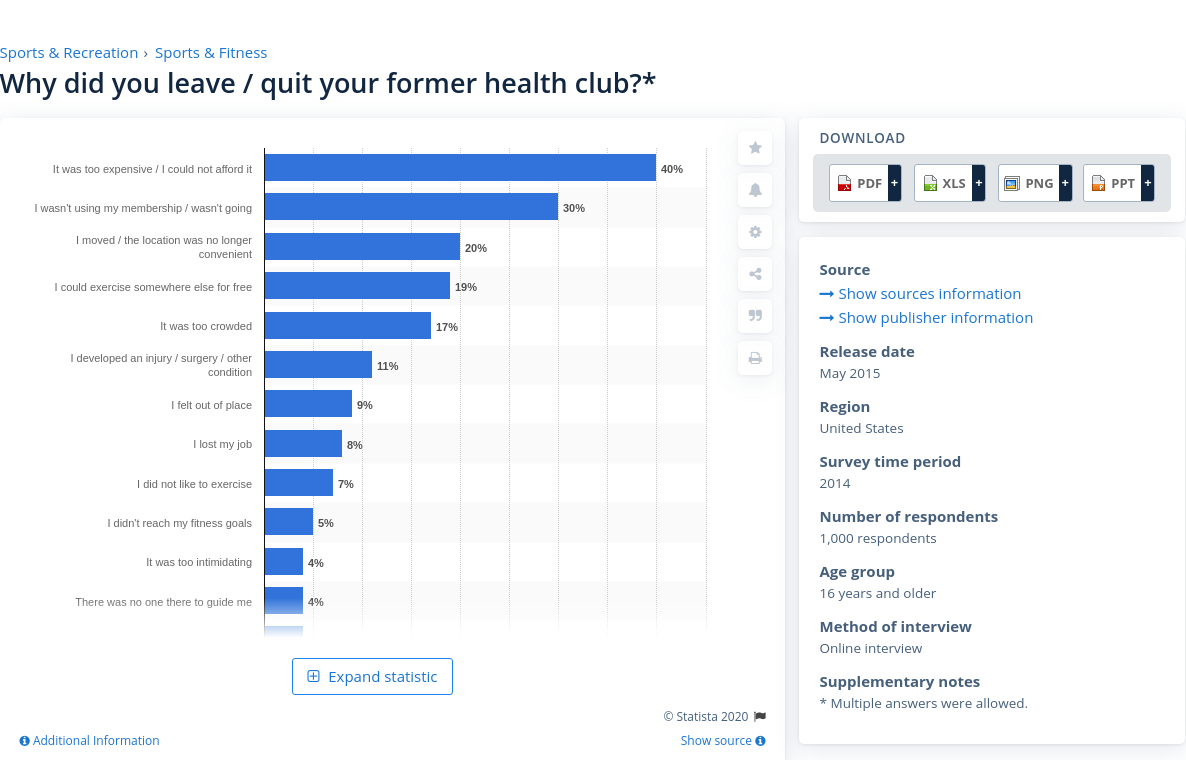 Sports & Recreation › Sports & Fitness
Why did you leave / quit your former health club?*
It was too expensive / I could not afford it
40%
I wasn't using my membership / wasn't going
30%
I moved / the location was no longer
convenient
20%
I could exercise somewhere else for free
19%
It was too crowded
17%
I developed an injury / surgery / other
condition
11%
I felt out of place
9%
I lost my job
8%
I did not like to exercise
7%
I didn't reach my fitness goals
5%
It was too intimidating
4%
There was no one there to guide me
4%
Expand statistic
© Statista 2020
Additional Information
Show source
DOWNLOAD
PDF + XLS + PNG + PPT +
Source
Show sources information
Show publisher information
Release date
May 2015
Region
United States
Survey time period
2014
Number of respondents
1,000 respondents
Age group
16 years and older
Method of interview
Online interview
Supplementary notes
* Multiple answers were allowed.